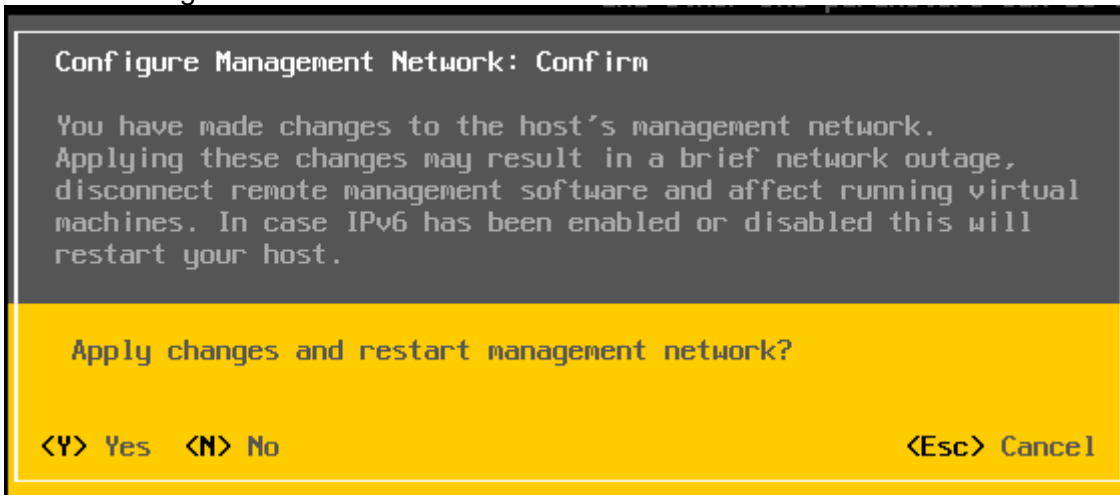 Configure Management Network: Confirm
You have made changes to the host's management network.
Applying these changes may result in a brief network outage,
disconnect remote management software and affect running virtual
machines. In case IPv6 has been enabled or disabled this will
restart your host.
Apply changes and restart management network?
<Y> Yes <N> No <Esc> Cancel